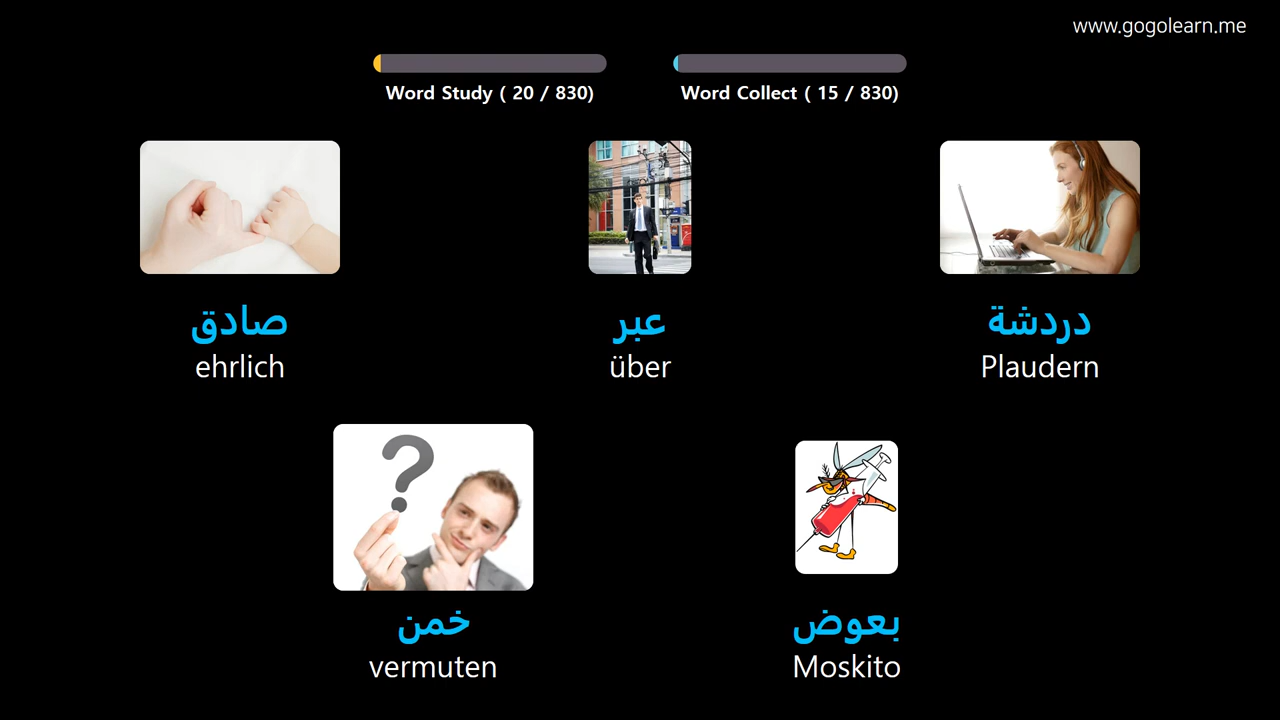 www.gogolearn.me
Word Study ( 20 / 830)
Word Collect ( 15 / 830)
صادق
ehrlich
عبر
über
دردشة
Plaudern
خمن
vermuten
بعوض
Moskito